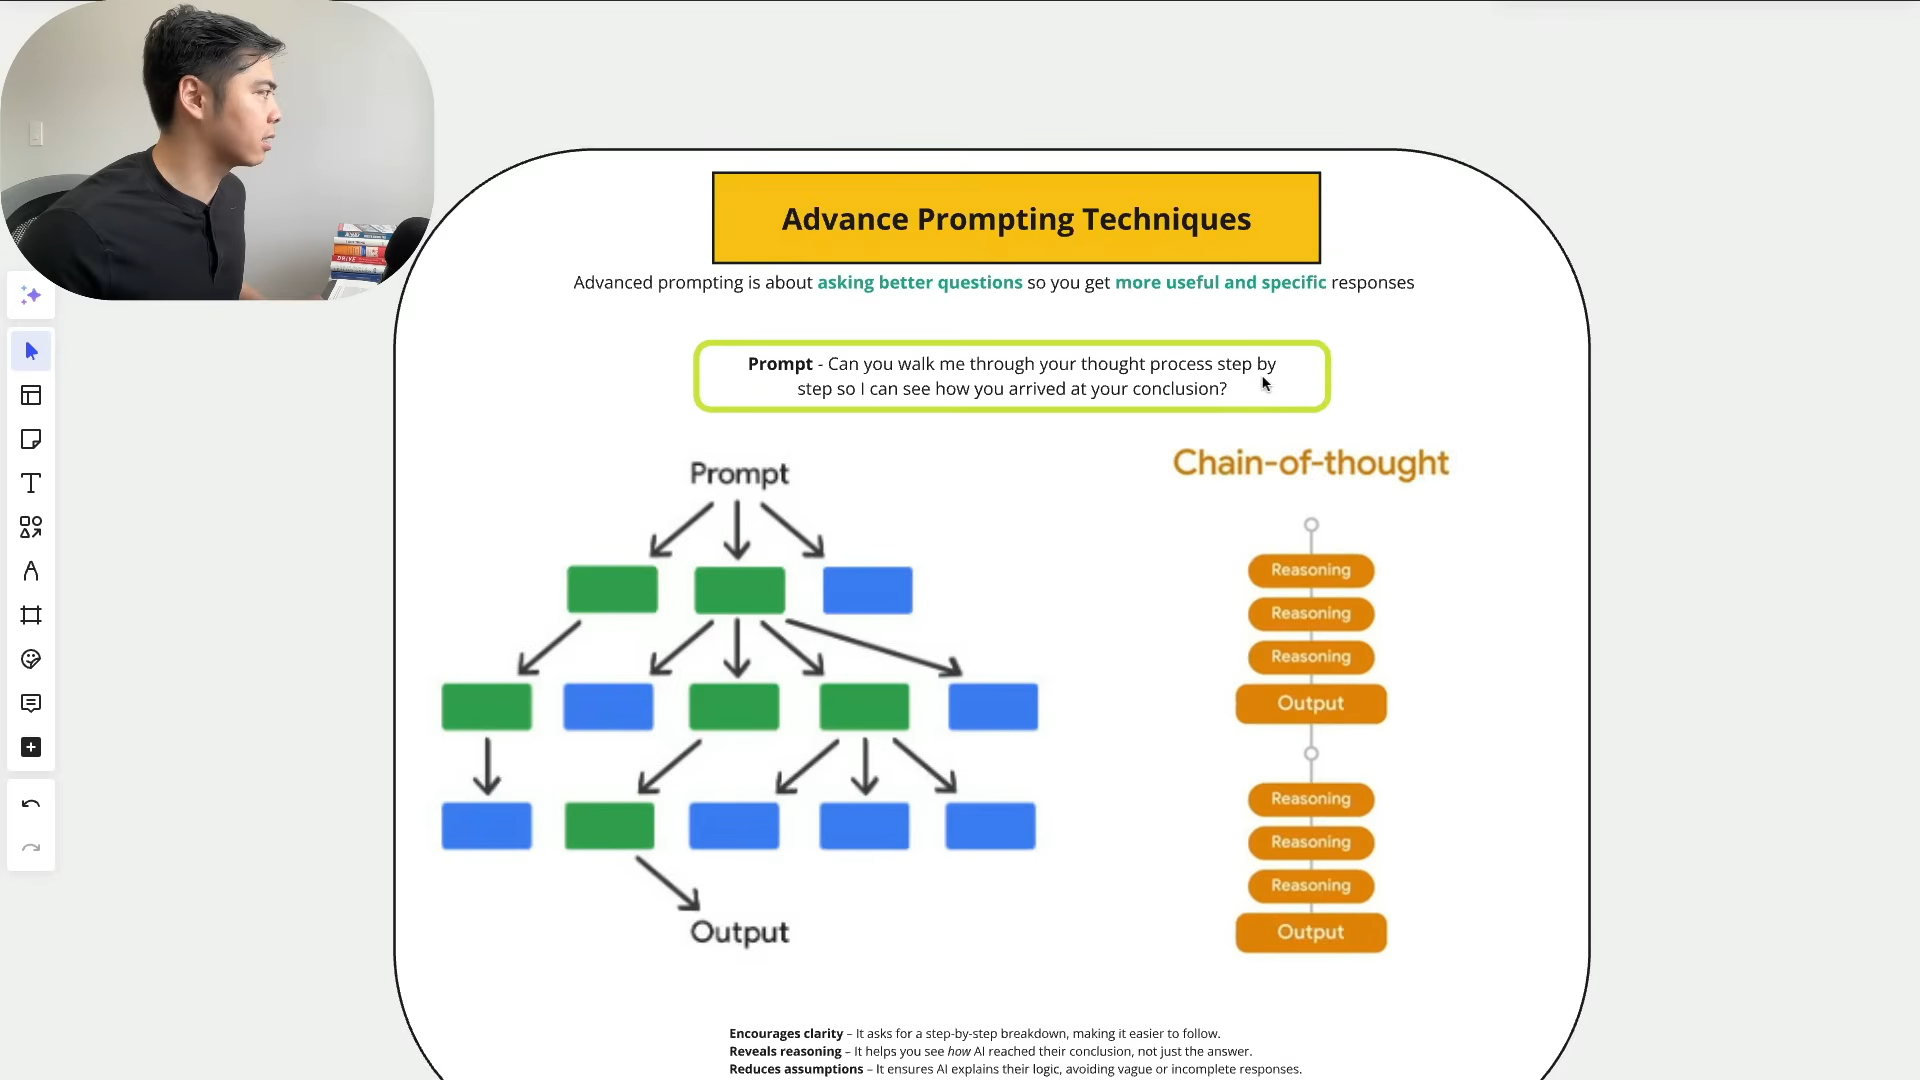 Advance Prompting Techniques
Advanced prompting is about asking better questions so you get more useful and specific responses
Prompt - Can you walk me through your thought process step by
step so I can see how you arrived at your conclusion?
Prompt
Output
Chain-of-thought
Reasoning
Reasoning
Reasoning
Output
Reasoning
Reasoning
Reasoning
Output
Encourages clarity – It asks for a step-by-step breakdown, making it easier to follow.
Reveals reasoning – It helps you see how AI reached their conclusion, not just the answer.
Reduces assumptions – It ensures AI explains their logic, avoiding vague or incomplete responses.
DRIVE